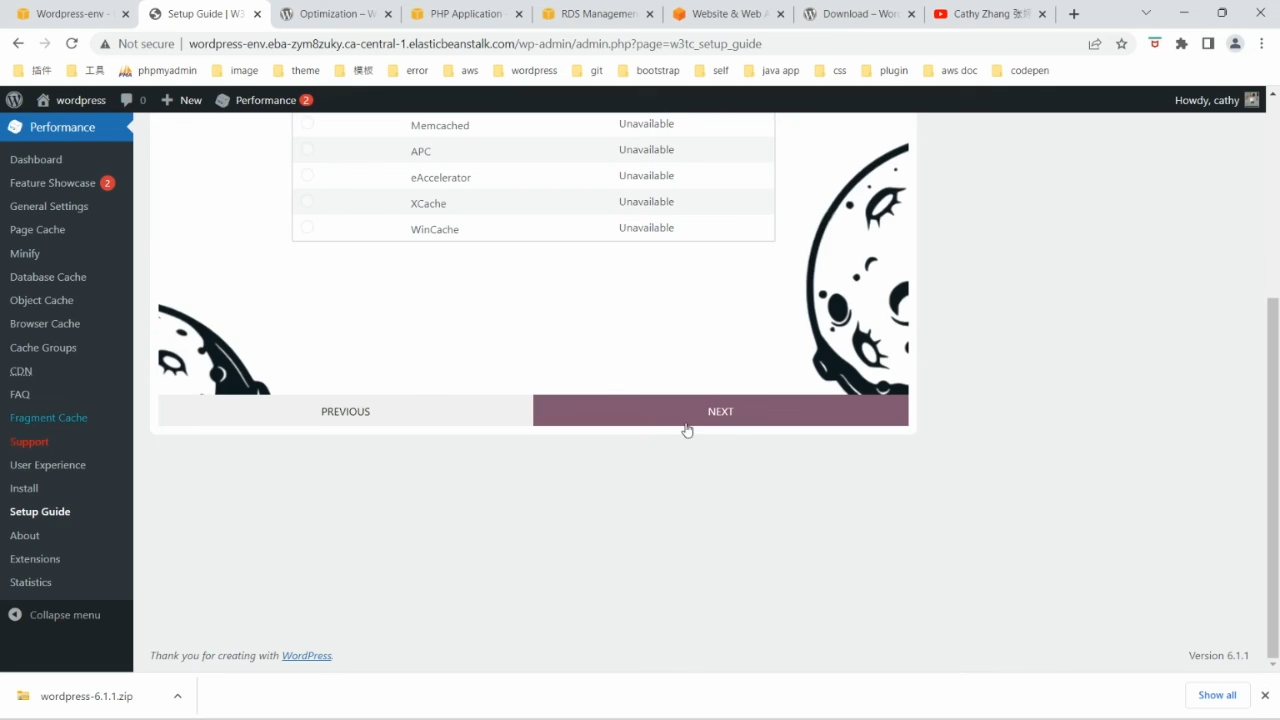 Wordpress-env -
Setup Guide | W3
Optimization – W
PHP Application
RDS Managemen
Website & Web A
Download – Wor
Cathy Zhang
Not secure | wordpress-env.eba-zym8zuky.ca-central-1.elasticbeanstalk.com/wp-admin/admin.php?page=w3tc_setup_guide
插件 工具 phpmyadmin image theme 模板 error aws wordpress git bootstrap self java app css plugin aws doc codepen
wordpress 0 New Performance 2 Howdy, cathy
Performance
Dashboard
Feature Showcase 2
General Settings
Page Cache
Minify
Database Cache
Object Cache
Browser Cache
Cache Groups
CDN
FAQ
Fragment Cache
Support
User Experience
Install
Setup Guide
About
Extensions
Statistics
Collapse menu
Memcached Unavailable
APC Unavailable
eAccelerator Unavailable
XCache Unavailable
WinCache Unavailable
PREVIOUS NEXT
Thank you for creating with WordPress. Version 6.1.1
wordpress-6.1.1.zip Show all